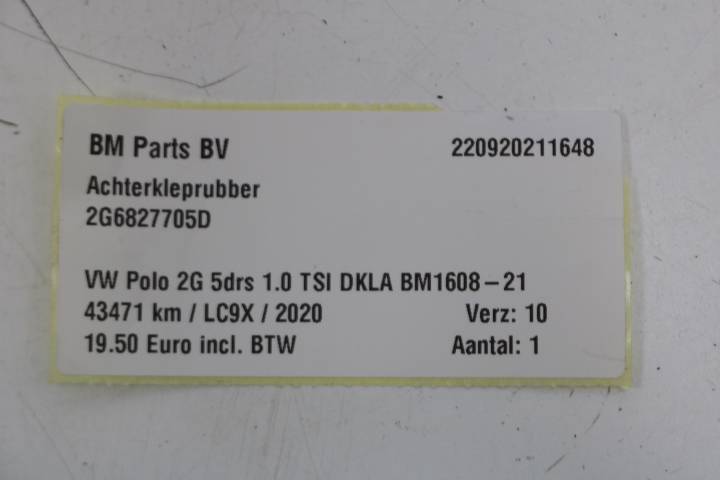 BM Parts BV 220920211648
Achterkleprubber
2G6827705D
VW Polo 2G 5drs 1.0 TSI DKLA BM1608-21
43471 km / LC9X / 2020 Verz: 10
19.50 Euro incl. BTW Aantal: 1